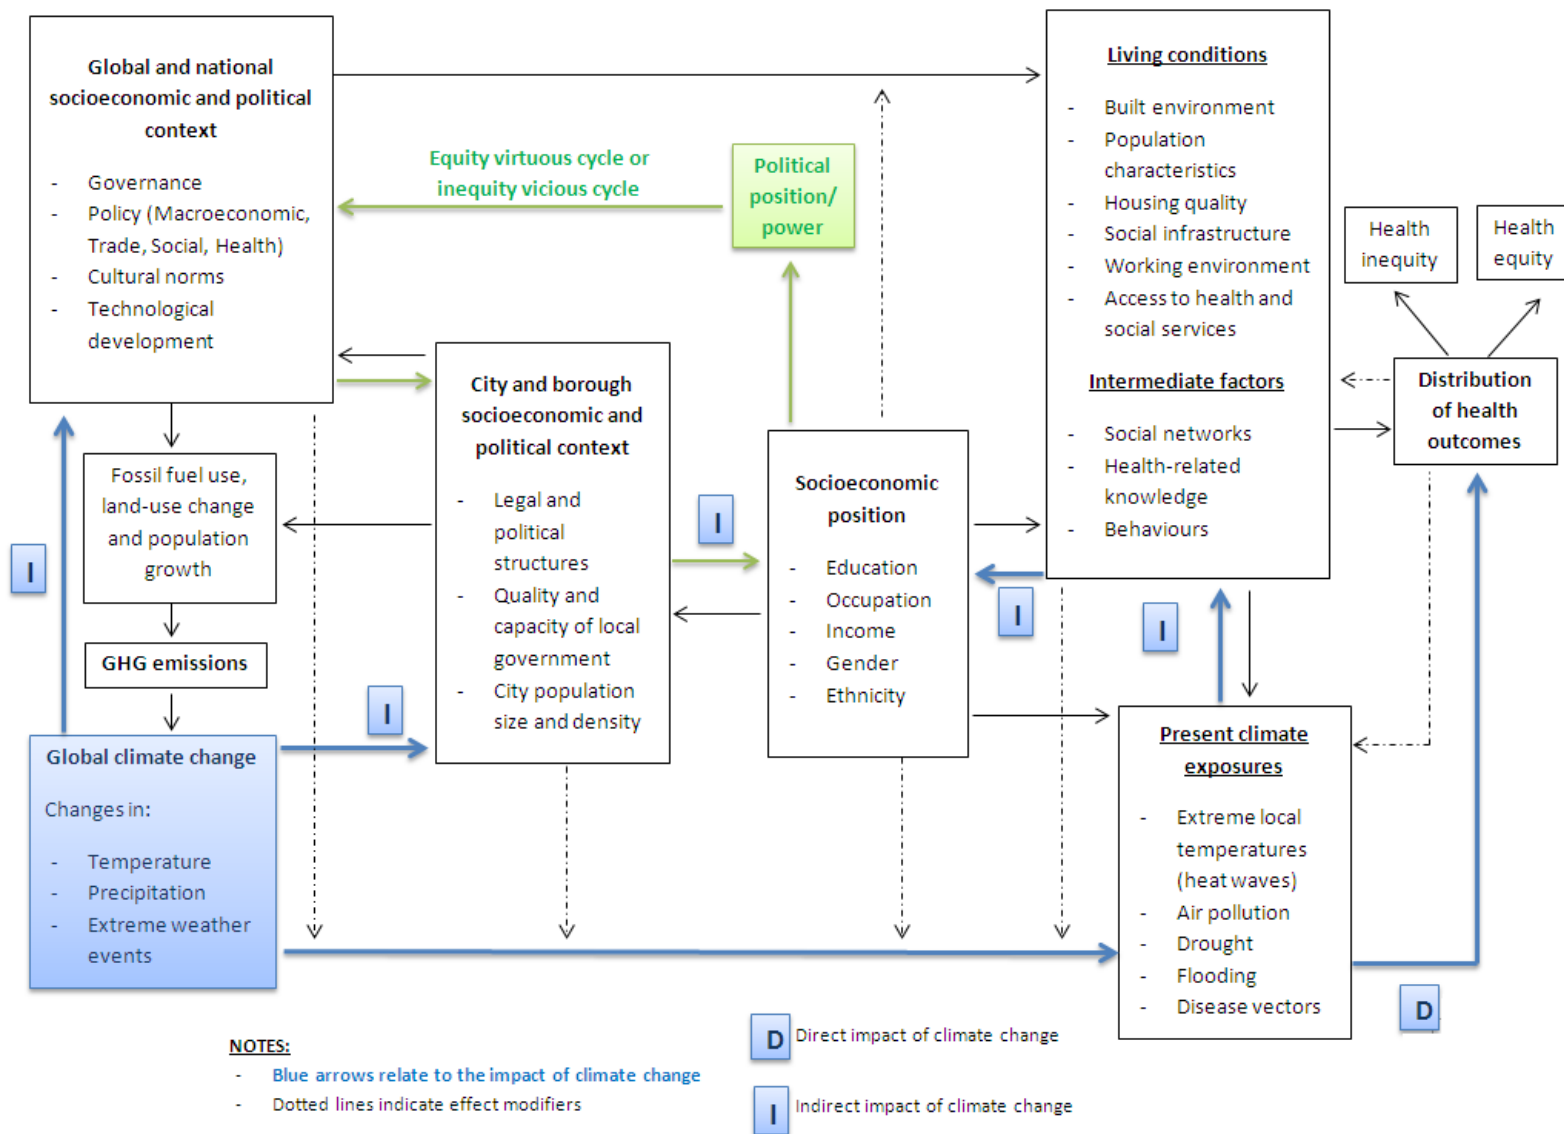 Global and national
socioeconomic and political
context
- Governance
- Policy (Macroeconomic,
Trade, Social, Health)
- Cultural norms
- Technological
development
Equity virtuous cycle or
inequity vicious cycle
Political
position/
power
Living conditions
- Built environment
- Population
characteristics
- Housing quality
- Social infrastructure
- Working environment
- Access to health and
social services
Intermediate factors
- Social networks
- Health-related
knowledge
- Behaviours
Health
inequity
Health
equity
Distribution
of health
outcomes
City and borough
socioeconomic and
political context
- Legal and
political
structures
- Quality and
capacity of local
government
- City population
size and density
Socioeconomic
position
- Education
- Occupation
- Income
- Gender
- Ethnicity
Fossil fuel use,
land-use change
and population
growth
GHG emissions
I
I
I
I
I
Global climate change
Changes in:
- Temperature
- Precipitation
- Extreme weather
events
Present climate
exposures
- Extreme local
temperatures
(heat waves)
- Air pollution
- Drought
- Flooding
- Disease vectors
D
NOTES:
- Blue arrows relate to the impact of climate change
- Dotted lines indicate effect modifiers
D Direct impact of climate change
I Indirect impact of climate change